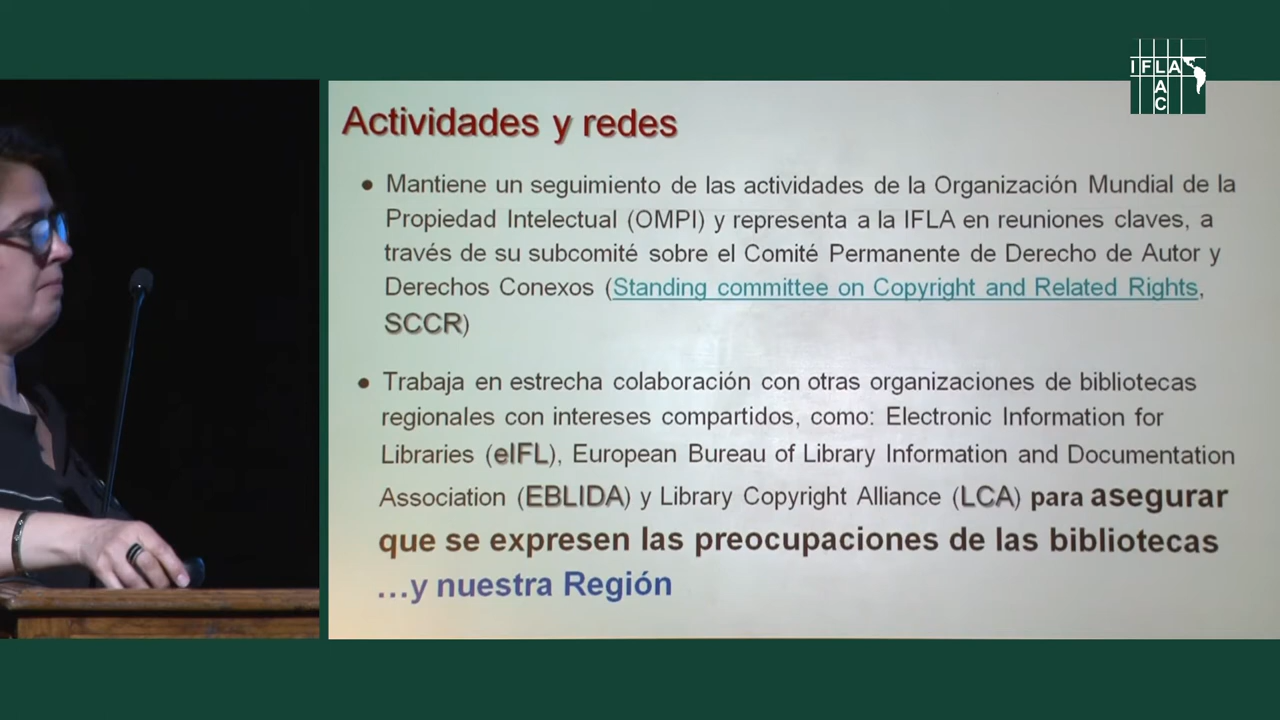 IFLA
LAC
Actividades y redes
• Mantiene un seguimiento de las actividades de la Organización Mundial de la
Propiedad Intelectual (OMPI) y representa a la IFLA en reuniones claves, a
través de su subcomité sobre el Comité Permanente de Derecho de Autor y
Derechos Conexos (Standing committee on Copyright and Related Rights,
SCCR)
• Trabaja en estrecha colaboración con otras organizaciones de bibliotecas
regionales con intereses compartidos, como: Electronic Information for
Libraries (eIFL), European Bureau of Library Information and Documentation
Association (EBLIDA) y Library Copyright Alliance (LCA) para asegurar
que se expresen las preocupaciones de las bibliotecas
...y nuestra Región